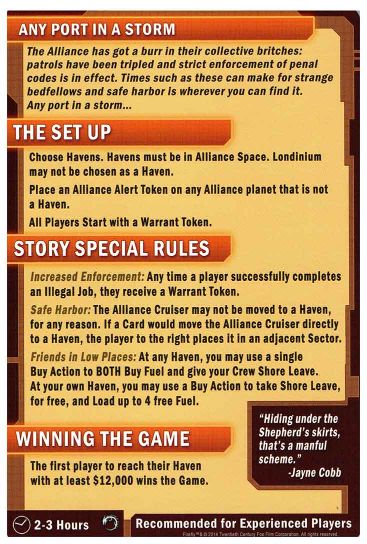 ANY PORT IN A STORM
The Alliance has got a burr in their collective britches:
patrols have been tripled and strict enforcement of penal
codes is in effect. Times such as these can make for strange
bedfellows and safe harbor is wherever you can find it.
Any port in a storm...
THE SET UP
Choose Havens. Havens must be in Alliance Space. Londinium
may not be chosen as a Haven.
Place an Alliance Alert Token on any Alliance planet that is not
a Haven.
All Players Start with a Warrant Token.
STORY SPECIAL RULES
Increased Enforcement: Any time a player successfully completes
an Illegal Job, they receive a Warrant Token.
Safe Harbor: The Alliance Cruiser may not be moved to a Haven,
for any reason. If a Card would move the Alliance Cruiser directly
to a Haven, the player to the right places it in an adjacent Sector.
Friends in Low Places: At any Haven, you may use a single
Buy Action to BOTH Buy Fuel and give your Crew Shore Leave.
At your own Haven, you may use a Buy Action to take Shore Leave,
for free, and Load up to 4 free Fuel.
"Hiding under the
Shepherd's skirts,
that's a manful
scheme."
-Jayne Cobb
WINNING THE GAME
The first player to reach their Haven
with at least $12,000 wins the Game.
2-3 Hours
Recommended for Experienced Players
Firefly™ & © 2014 Twentieth Century Fox Film Corporation. All rights reserved.